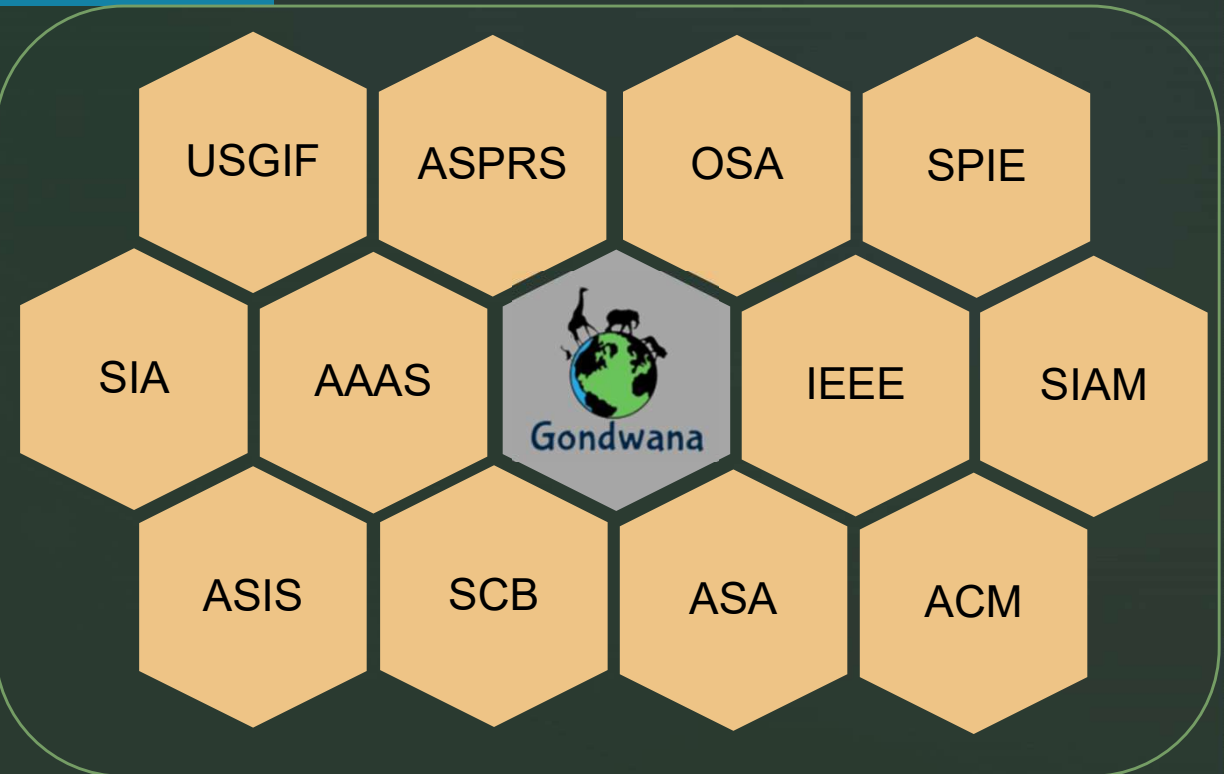 USGIF
ASPRS
OSA
SPIE
SIA
AAAS
Gondwana
IEEE
SIAM
ASIS
SCB
ASA
ACM